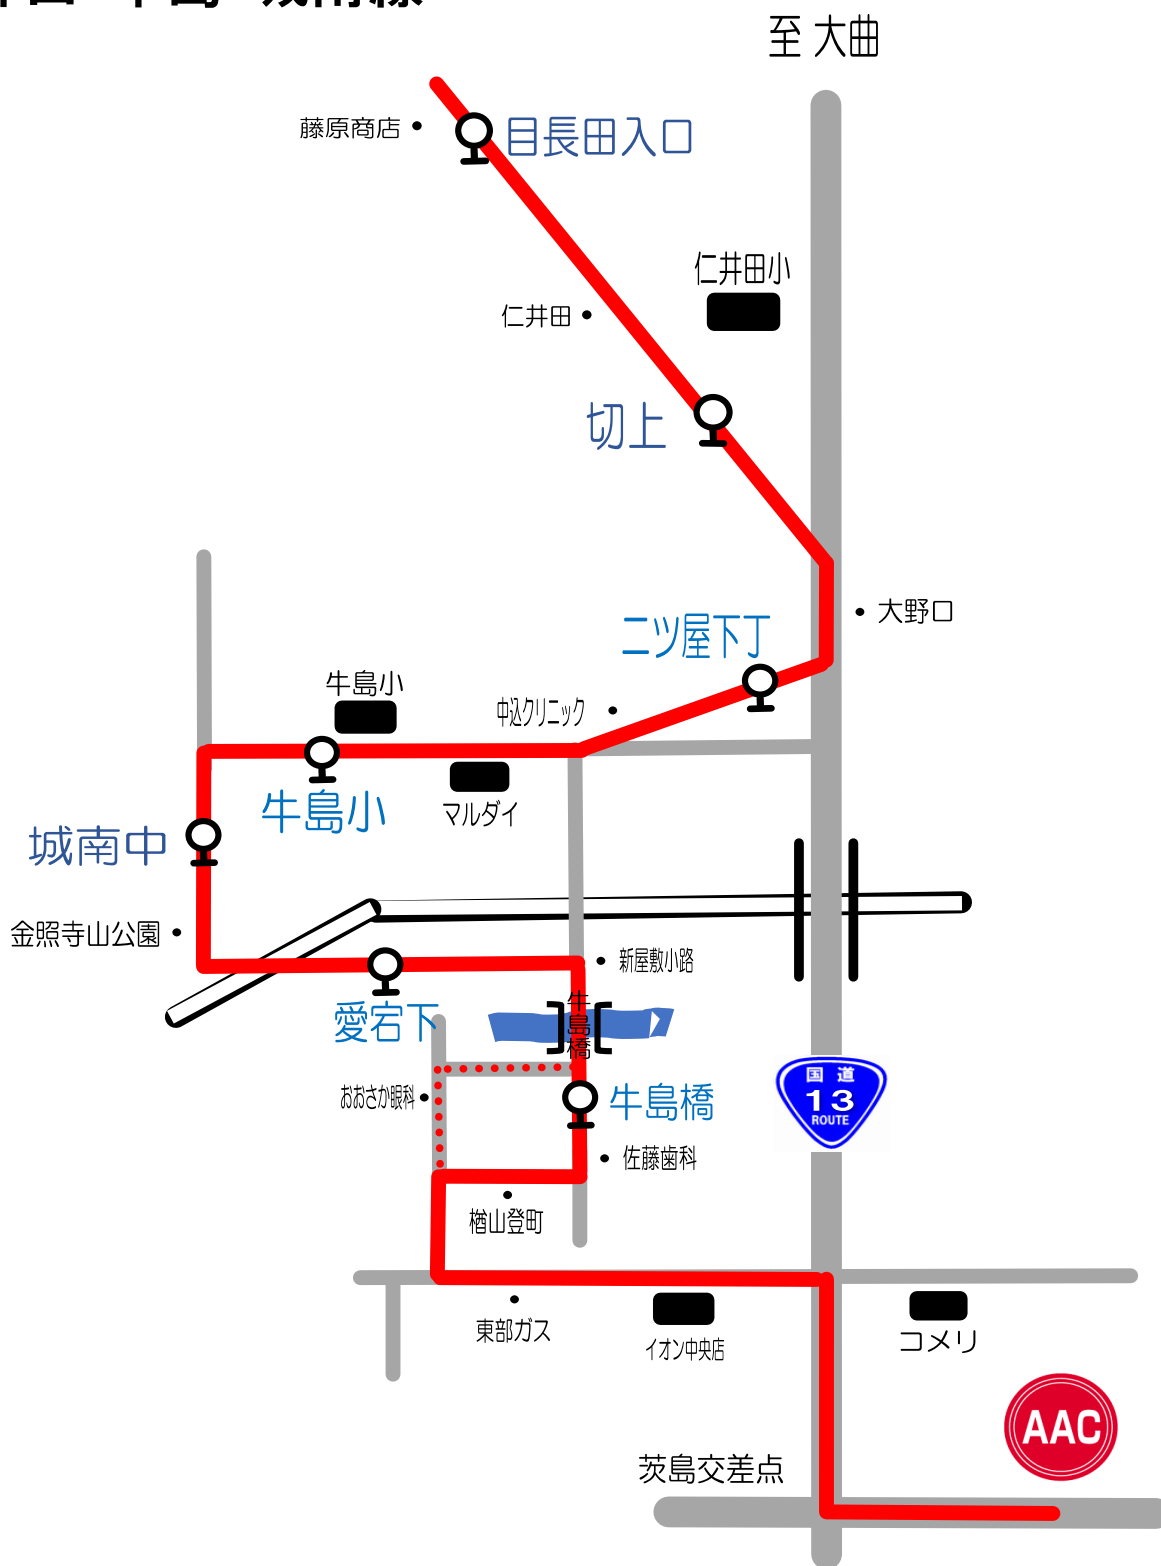 至 大曲
藤原商店
目長田入口
仁井田小
仁井田
切上
大野口
二ツ屋下丁
牛島小
中込クリニック
マルダイ
牛島小
城南中
金照寺山公園
新屋敷小路
愛宕下
牛島橋
おおさか眼科
牛島橋
国道
13
ROUTE
佐藤歯科
楢山登町
東部ガス
イオン中央店
コメリ
AAC
茨島交差点